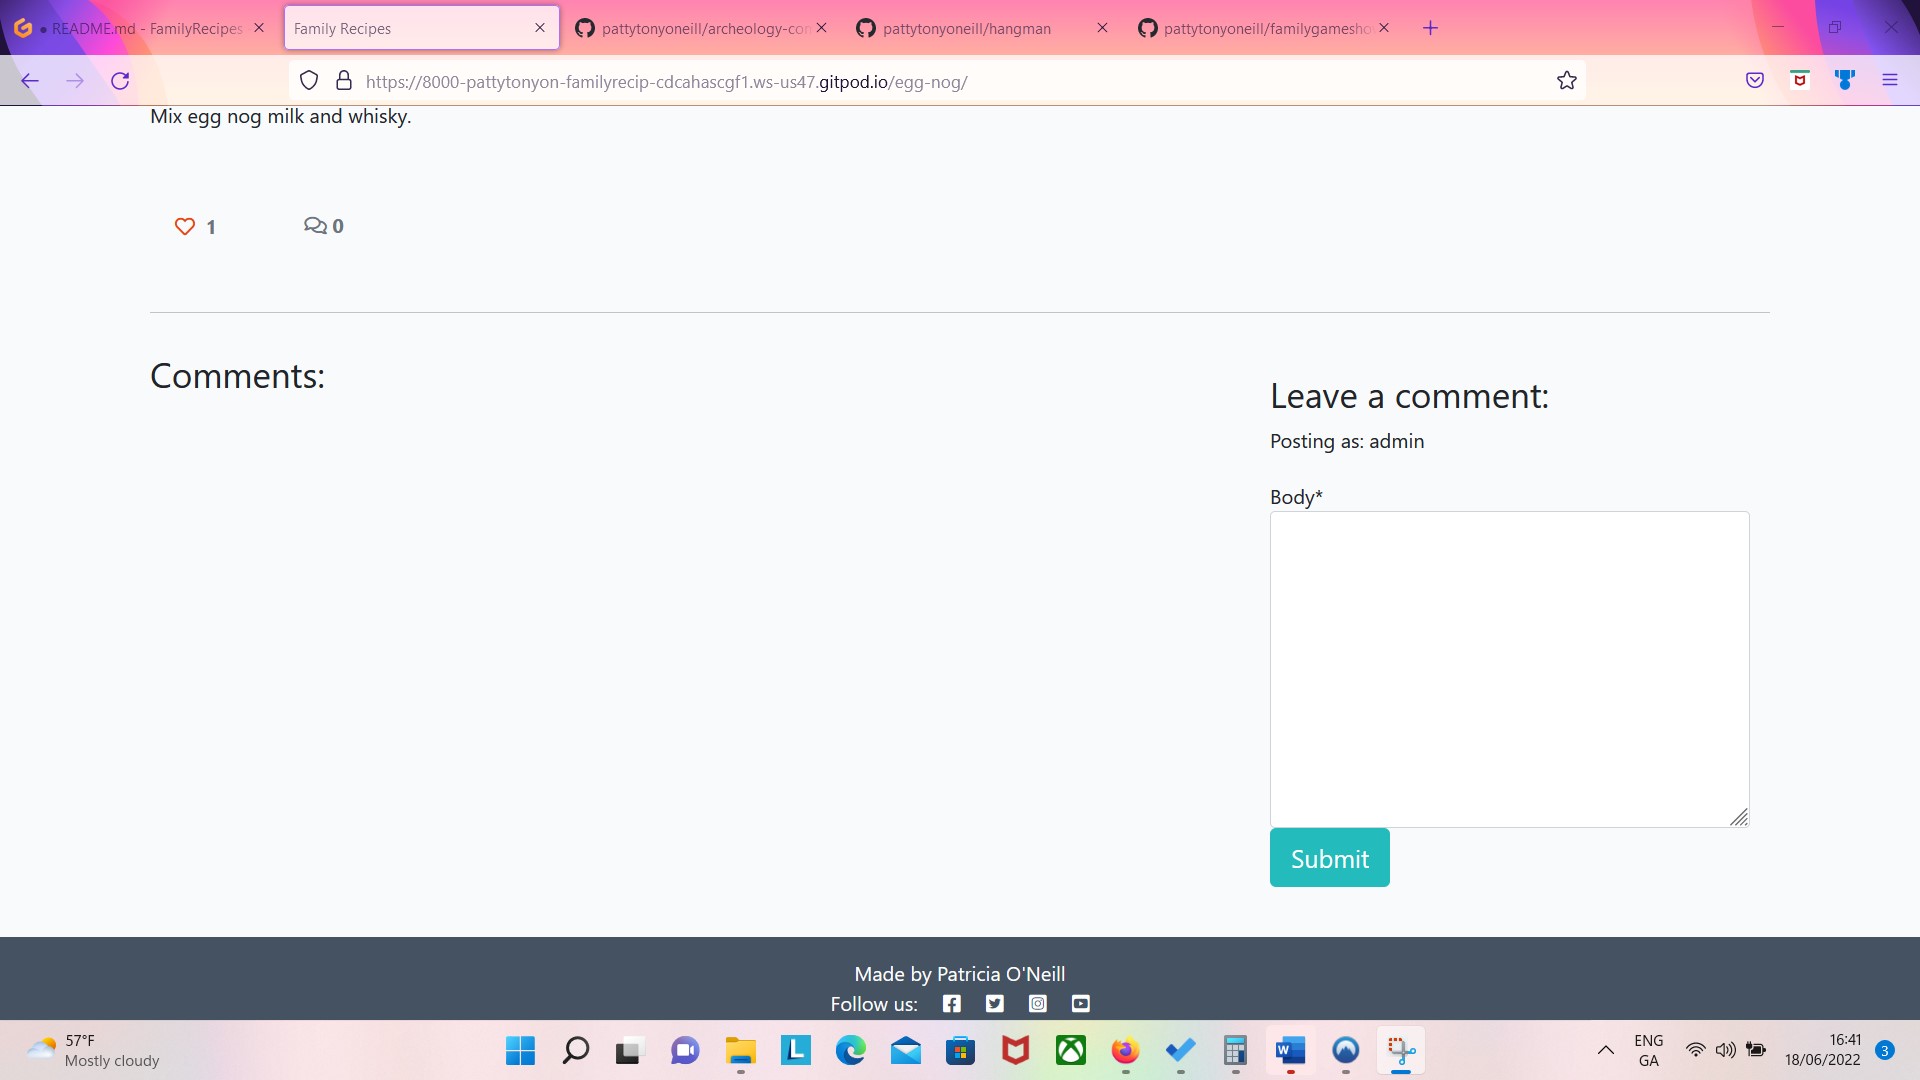 ● README.md - FamilyRecipes
Family Recipes
pattytonyoneill/archeology-con
pattytonyoneill/hangman
pattytonyoneill/familygamesho
https://8000-pattytonyon-familyrecip-cdcahascgf1.ws-us47.gitpod.io/egg-nog/
Mix egg nog milk and whisky.
1
0
Comments:
Leave a comment:
Posting as: admin
Body*
Submit
Made by Patricia O'Neill
Follow us:
57°F
Mostly cloudy
L
W
ENG
GA
16:41
18/06/2022
3